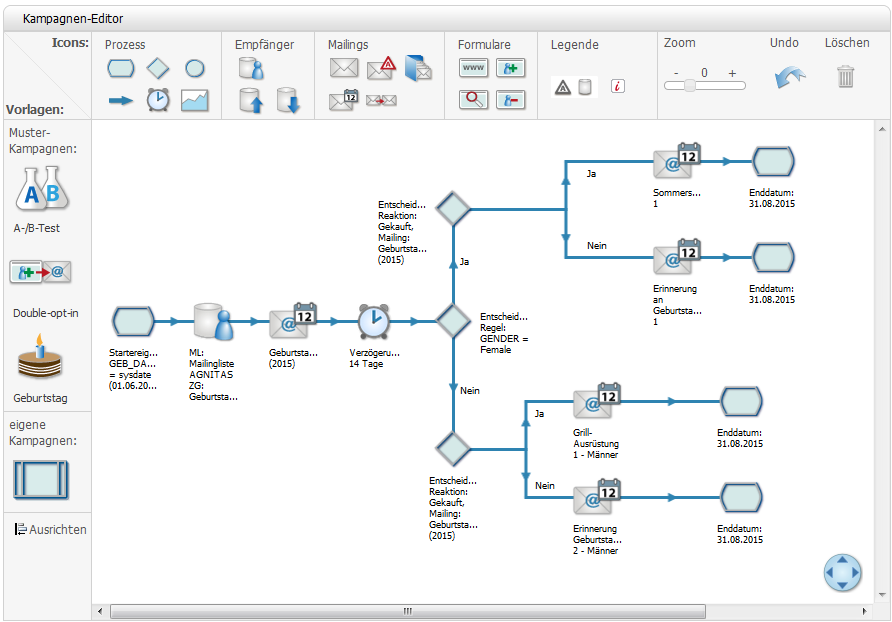 Kampagnen-Editor
Icons:
Prozess
Empfänger
Mailings
Formulare
Legende
Zoom
Undo
Löschen
- 0 +
www
12
i
Vorlagen:
Muster-
Kampagnen:
A B
A-/B-Test
@
Double-opt-in
Geburtstag
eigene
Kampagnen:
Ausrichten
Startereig...
GEB_DA...
= sysdate
(01.06.20...
ML:
Mailingliste
AGNITAS
ZG:
Geburtsta...
@ 12
Geburtsta...
(2015)
Verzögeru...
14 Tage
Entscheid...
Regel:
GENDER =
Female
Ja
Nein
Entscheid...
Reaktion:
Gekauft,
Mailing:
Geburtsta...
(2015)
Ja
@ 12
Sommers...
1
Enddatum:
31.08.2015
Nein
@ 12
Erinnerung
an
Geburtsta...
1
Enddatum:
31.08.2015
Entscheid...
Reaktion:
Gekauft,
Mailing:
Geburtsta...
(2015)
Ja
@ 12
Grill-
Ausrüstung
1 - Männer
Enddatum:
31.08.2015
Nein
@ 12
Erinnerung
Geburtsta...
2 - Männer
Enddatum:
31.08.2015